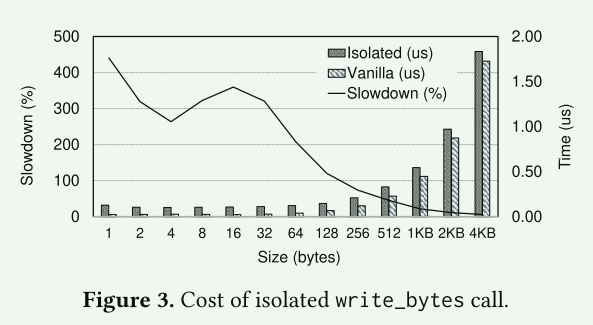 500
400
300
200
100
0
Slowdown (%)
2.00
1.50
1.00
0.50
0.00
Time (us)
Isolated (us)
Vanilla (us)
Slowdown (%)
1 2 4 8 16 32 64 128 256 512 1KB 2KB 4KB
Size (bytes)
Figure 3. Cost of isolated write_bytes call.